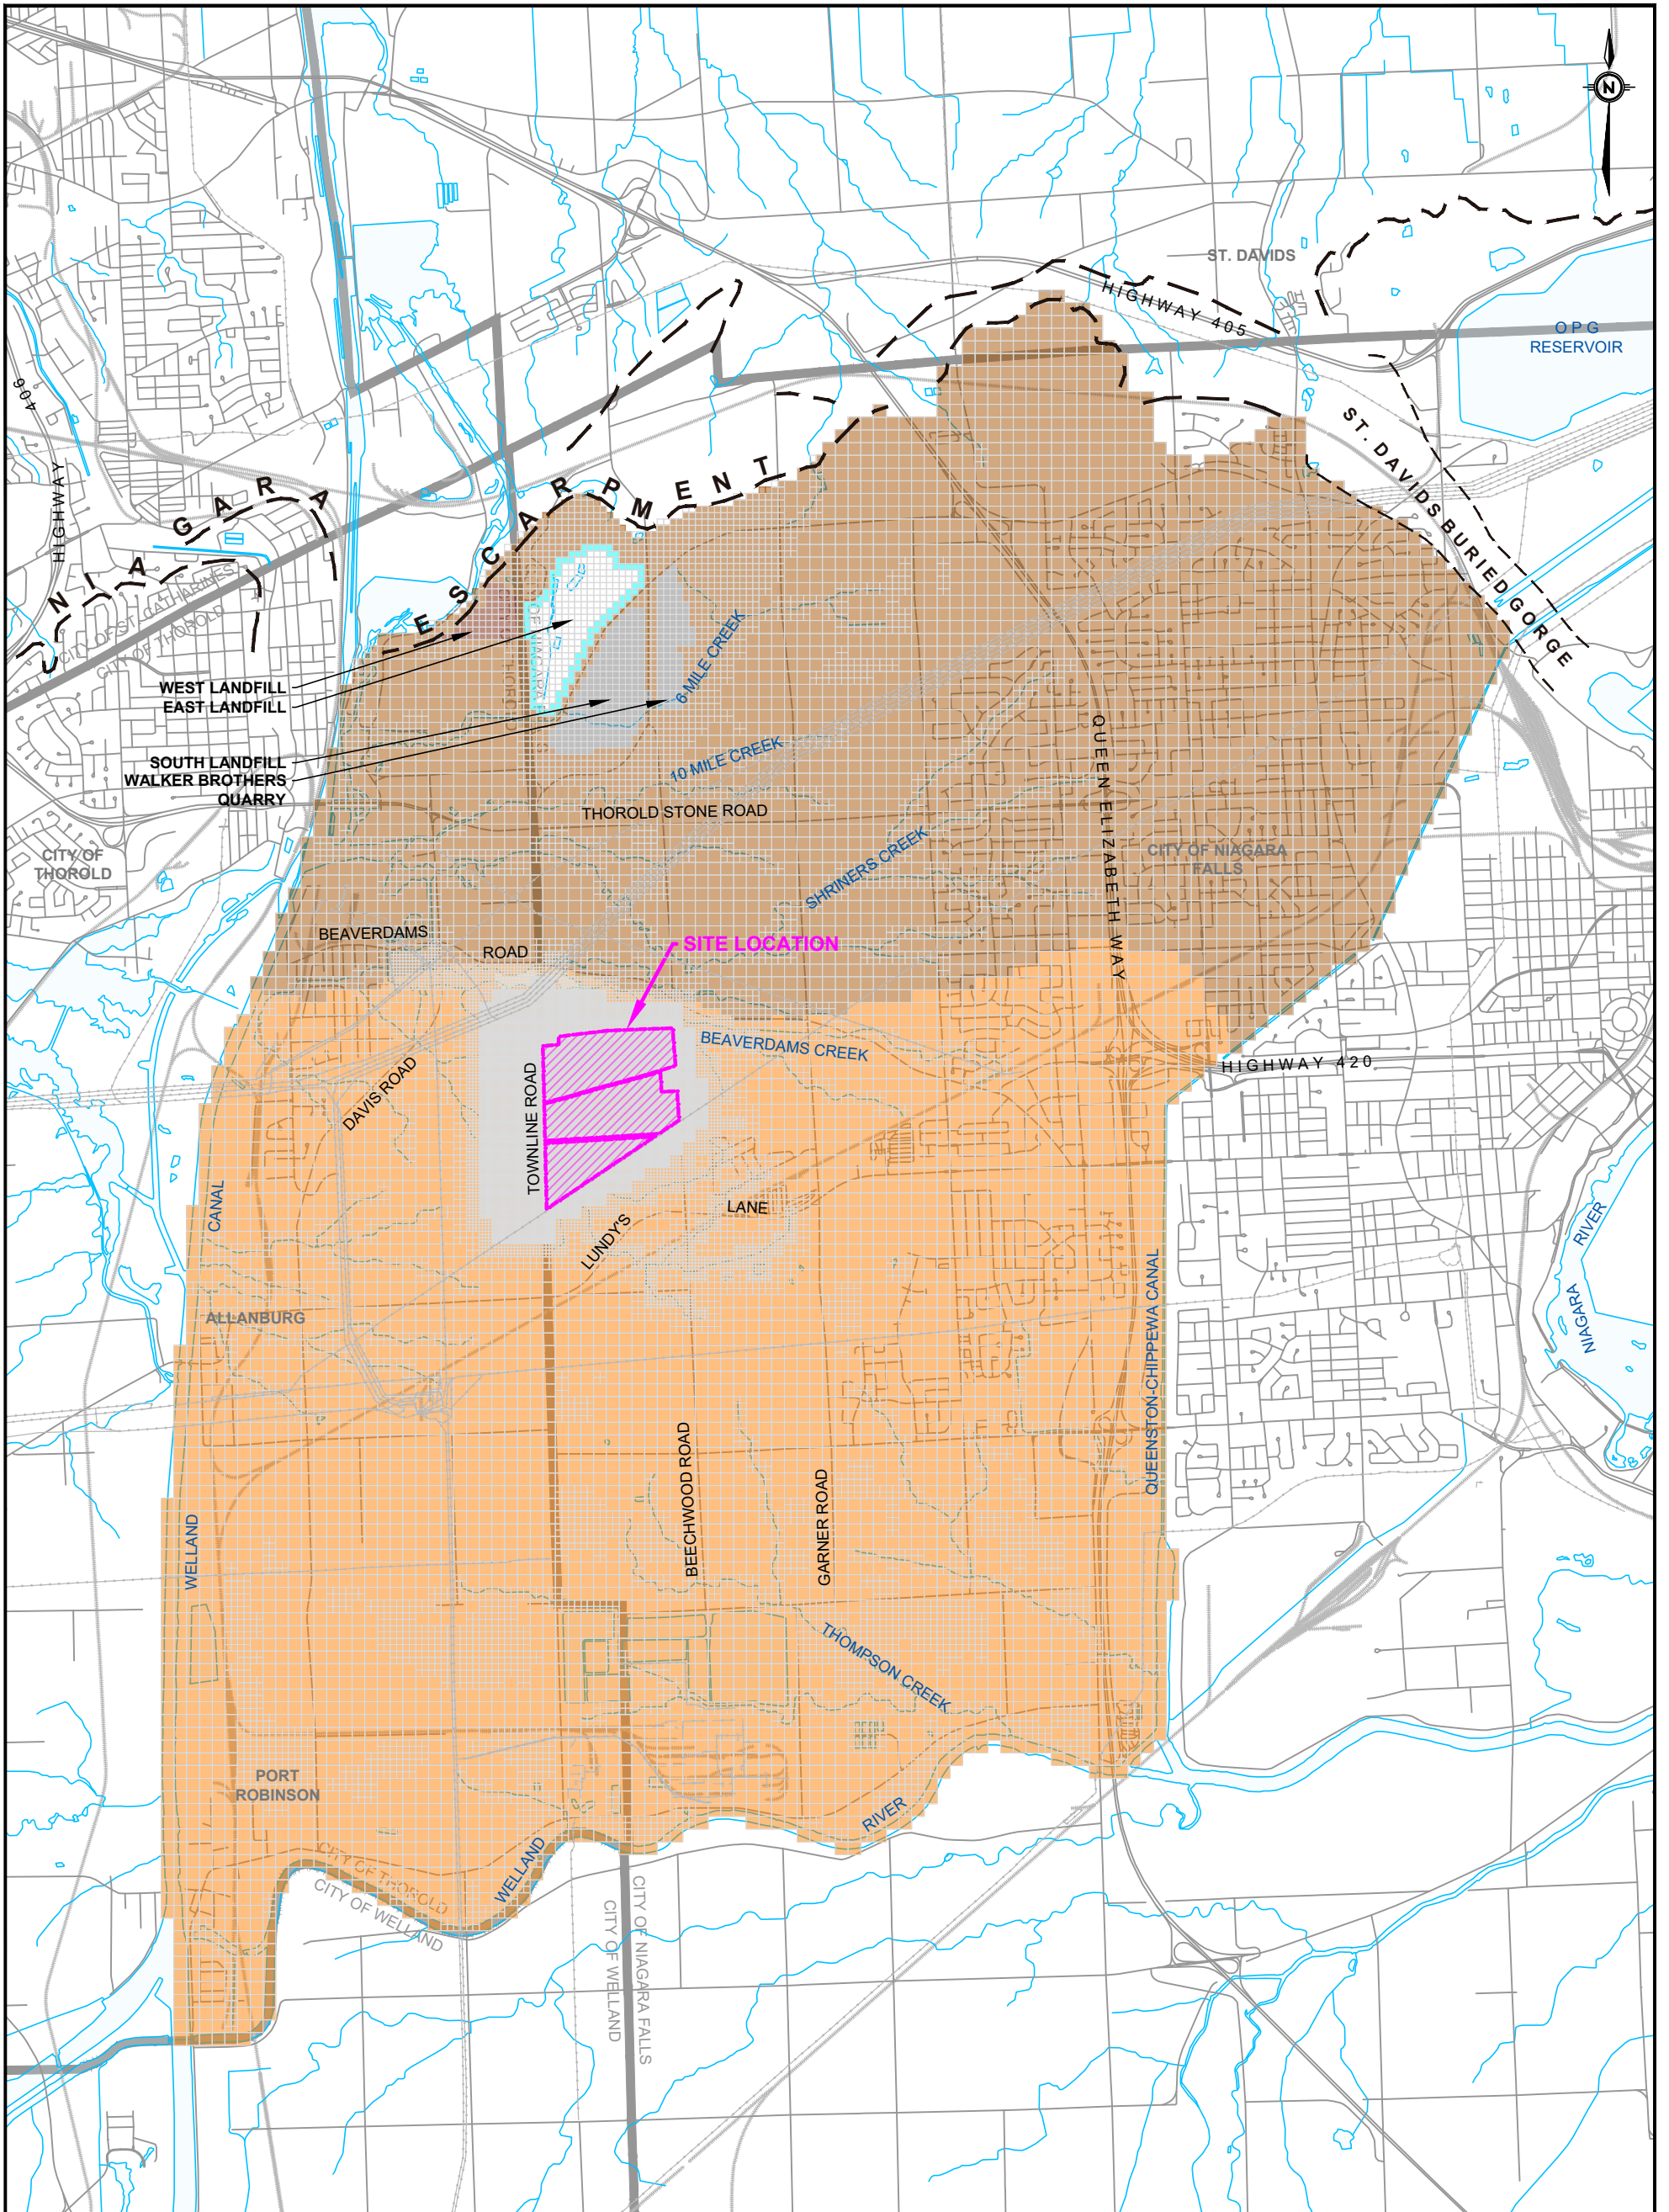 N
ST. DAVIDS
HIGHWAY 405
OPG
RESERVOIR
HIGHWAY
406
NIAGARA
ESCARPMENT
ST. DAVIDS BURIED GORGE
CITY OF ST. CATHARINES
CITY OF THOROLD
WEST LANDFILL
EAST LANDFILL
6-MILE CREEK
SOUTH LANDFILL
WALKER BROTHERS
QUARRY
10 MILE CREEK
THOROLD STONE ROAD
QUEEN ELIZABETH WAY
CITY OF
THOROLD
SHRINERS CREEK
CITY OF NIAGARA
FALLS
BEAVERDAMS
ROAD
SITE LOCATION
BEAVERDAMS CREEK
HIGHWAY 420
DAVIS ROAD
TOWNLINE ROAD
CANAL
LANE
LUNDY'S
RIVER
NIAGARA
ALLANBURG
QUEENSTON-CHIPPEWA CANAL
BEECHWOOD ROAD
GARNER ROAD
WELLAND
THOMPSON CREEK
PORT
ROBINSON
RIVER
WELLAND
CITY OF THOROLD
CITY OF WELLAND
CITY OF NIAGARA FALLS
CITY OF WELLAND